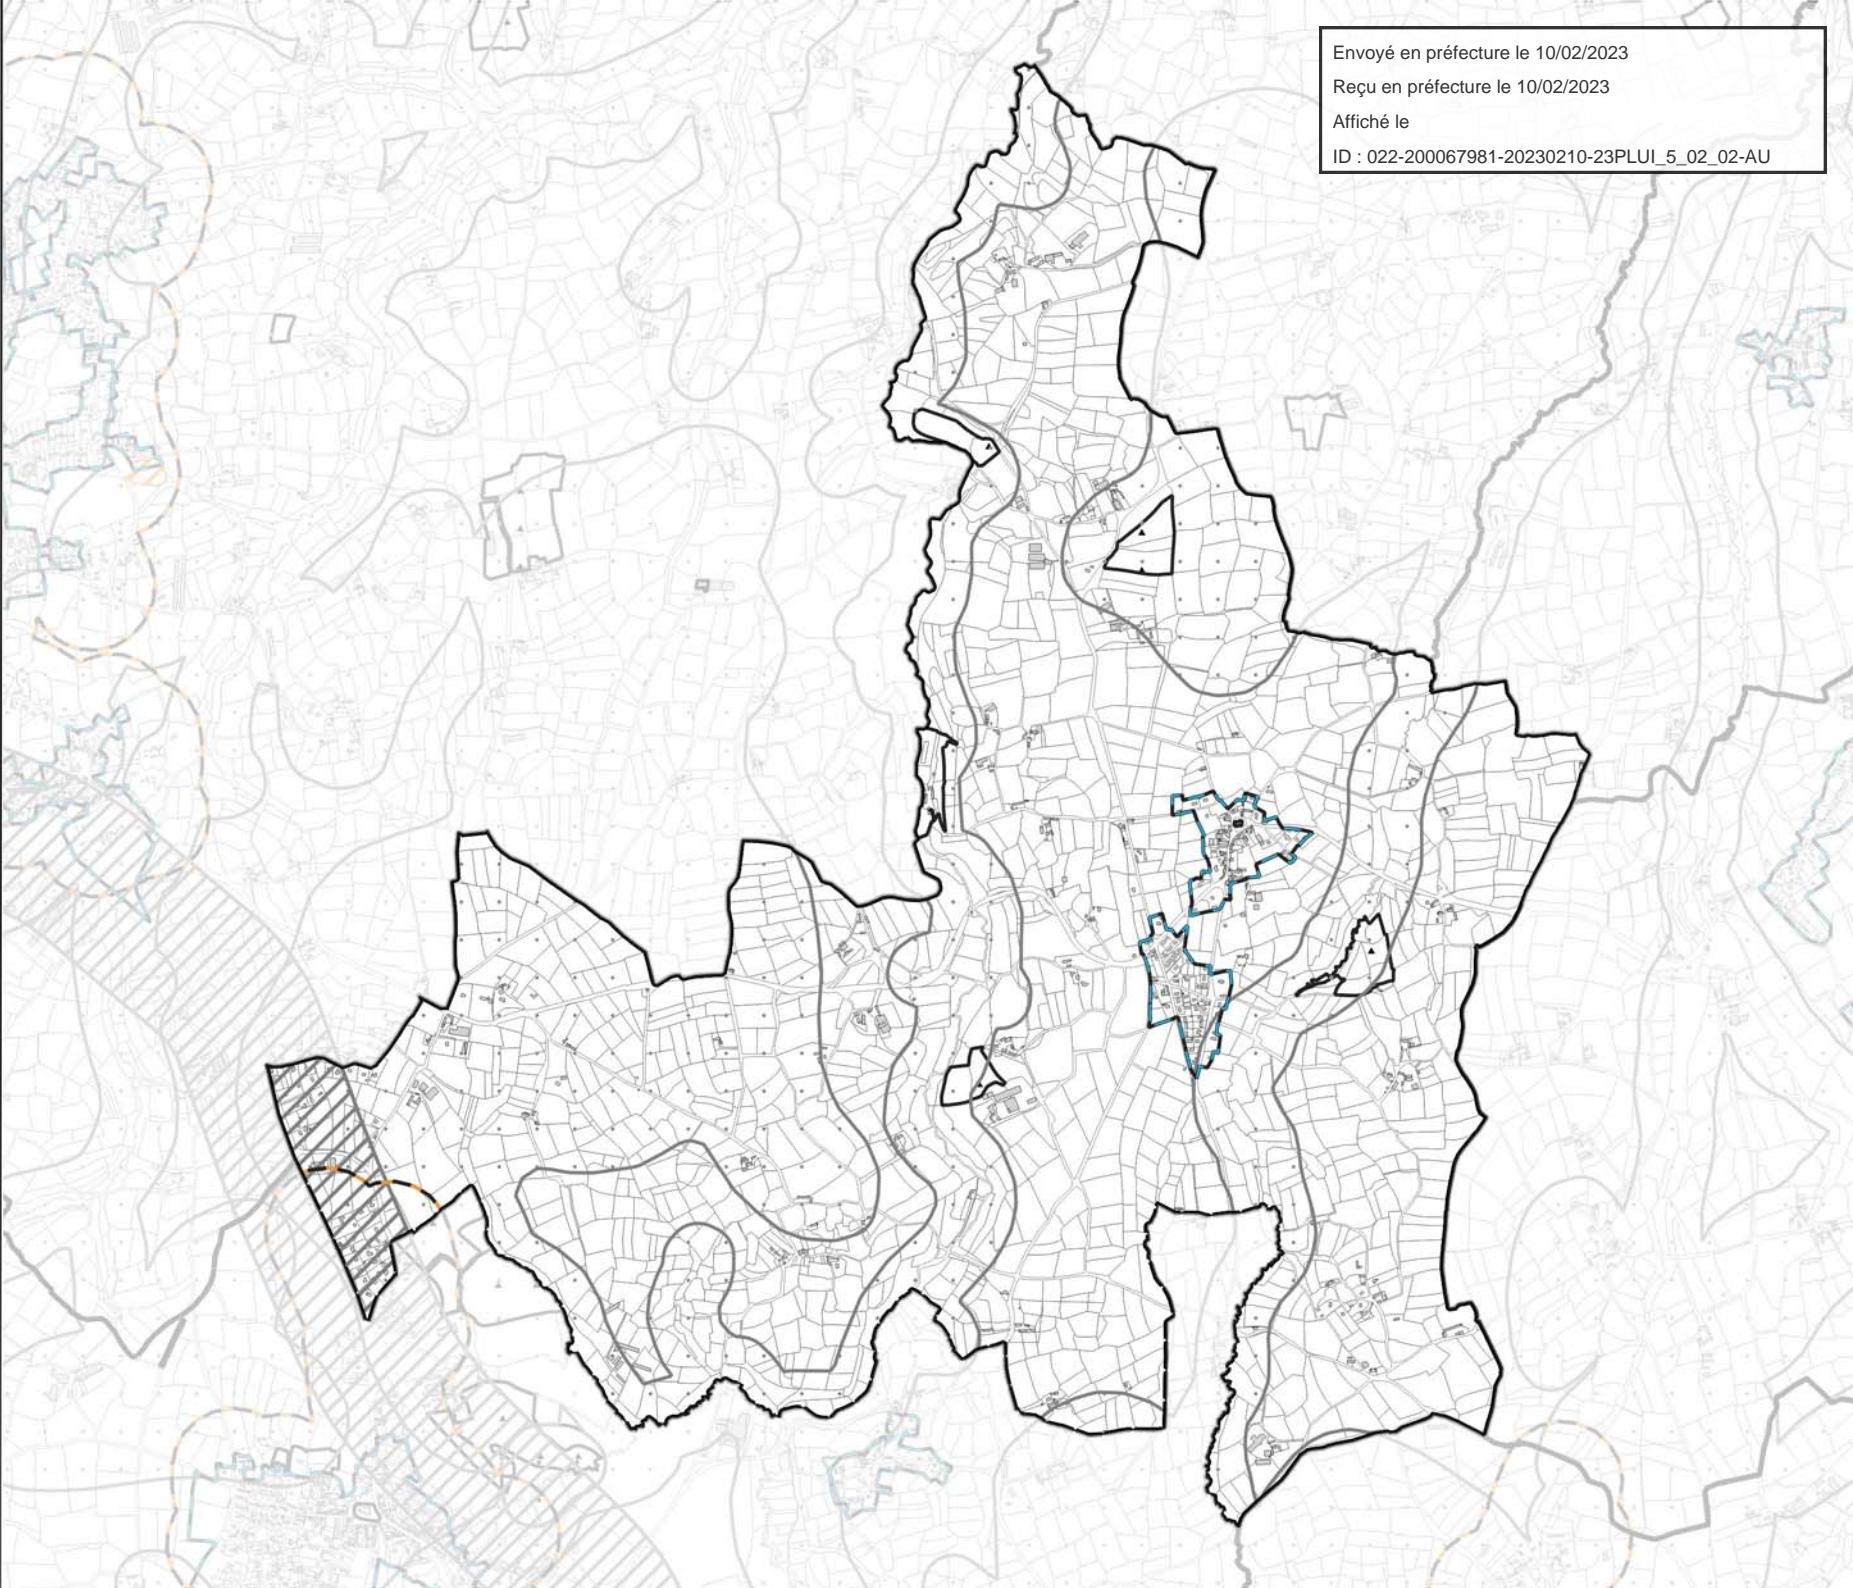 Envoyé en préfecture le 10/02/2023
Reçu en préfecture le 10/02/2023
Affiché le
ID : 022-200067981-20230210-23PLUI_5_02_02-AU